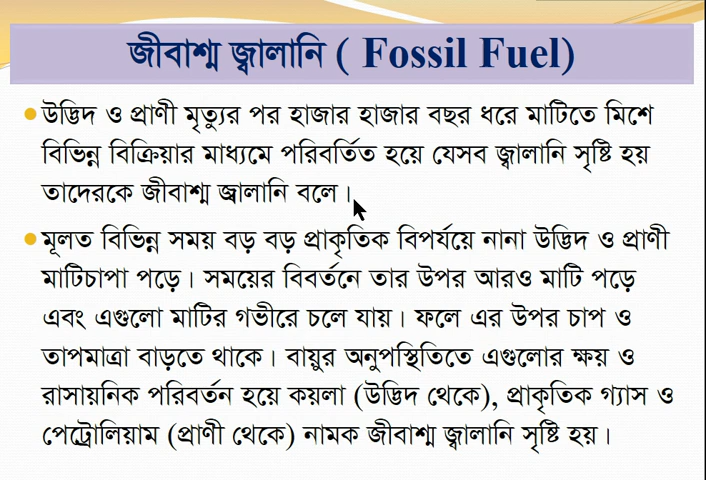 জীবাশ্ম জ্বালানি ( Fossil Fuel)
উদ্ভিদ ও প্রাণী মৃত্যুর পর হাজার হাজার বছর ধরে মাটিতে মিশে
বিভিন্ন বিক্রিয়ার মাধ্যমে পরিবর্তিত হয়ে যেসব জ্বালানি সৃষ্টি হয়
তাদেরকে জীবাশ্ম জ্বালানি বলে।
মূলত বিভিন্ন সময় বড় বড় প্রাকৃতিক বিপর্যয়ে নানা উদ্ভিদ ও প্রাণী
মাটিচাপা পড়ে। সময়ের বিবর্তনে তার উপর আরও মাটি পড়ে
এবং এগুলো মাটির গভীরে চলে যায়। ফলে এর উপর চাপ ও
তাপমাত্রা বাড়তে থাকে। বায়ুর অনুপস্থিতিতে এগুলোর ক্ষয় ও
রাসায়নিক পরিবর্তন হয়ে কয়লা (উদ্ভিদ থেকে), প্রাকৃতিক গ্যাস ও
পেট্রোলিয়াম (প্রাণী থেকে) নামক জীবাশ্ম জ্বালানি সৃষ্টি হয়।